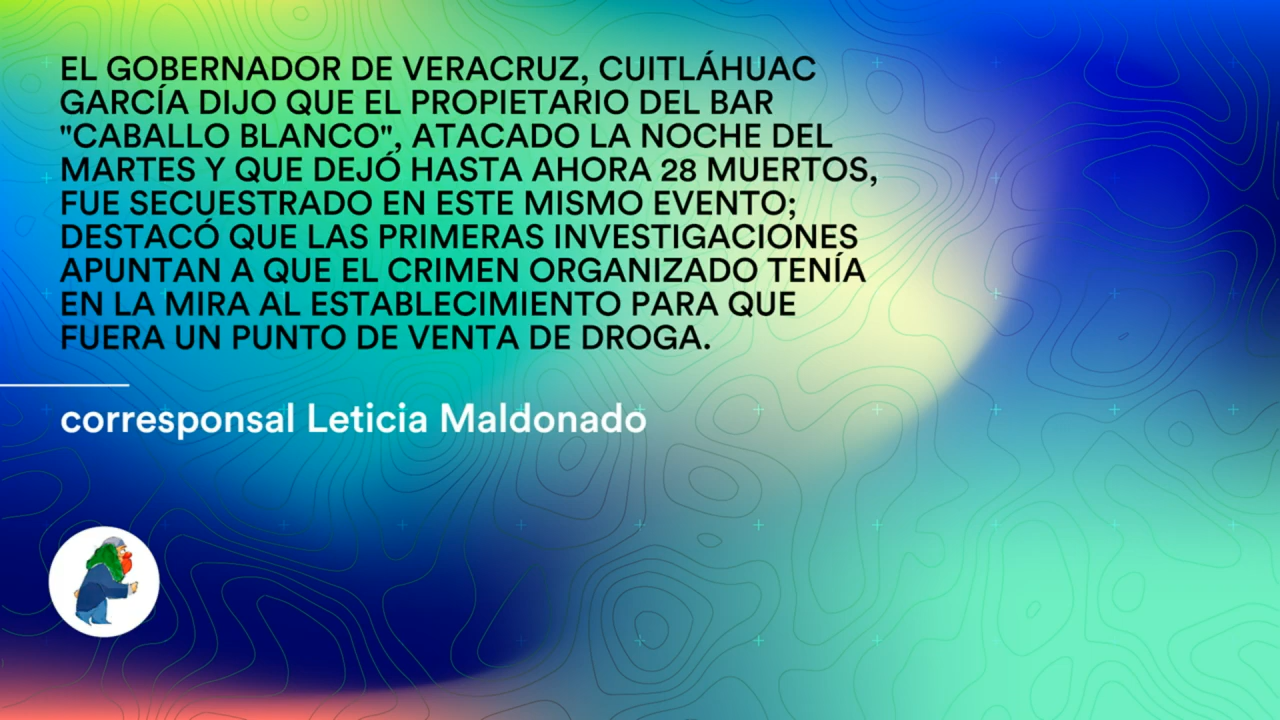 EL GOBERNADOR DE VERACRUZ, CUITLÁHUAC
GARCÍA DIJO QUE EL PROPIETARIO DEL BAR
"CABALLO BLANCO", ATACADO LA NOCHE DEL
MARTES Y QUE DEJÓ HASTA AHORA 28 MUERTOS,
FUE SECUESTRADO EN ESTE MISMO EVENTO;
DESTACÓ QUE LAS PRIMERAS INVESTIGACIONES
APUNTAN A QUE EL CRIMEN ORGANIZADO TENÍA
EN LA MIRA AL ESTABLECIMIENTO PARA QUE
FUERA UN PUNTO DE VENTA DE DROGA.
corresponsal Leticia Maldonado